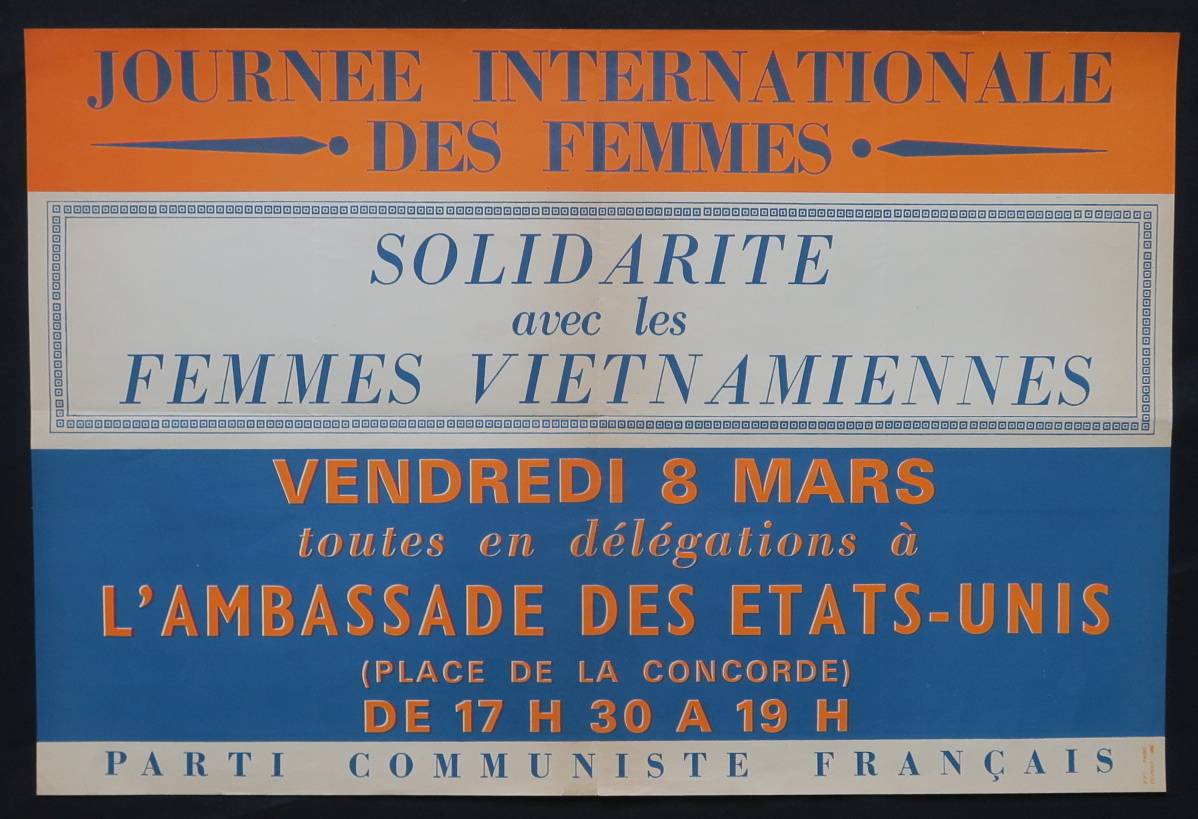 JOURNEE INTERNATIONALE
DES FEMMES
SOLIDARITE
avec les
FEMMES VIETNAMIENNES
VENDREDI 8 MARS
toutes en délégations à
L'AMBASSADE DES ETATS-UNIS
(PLACE DE LA CONCORDE)
DE 17 H 30 A 19 H
PARTI COMMUNISTE FRANÇAIS